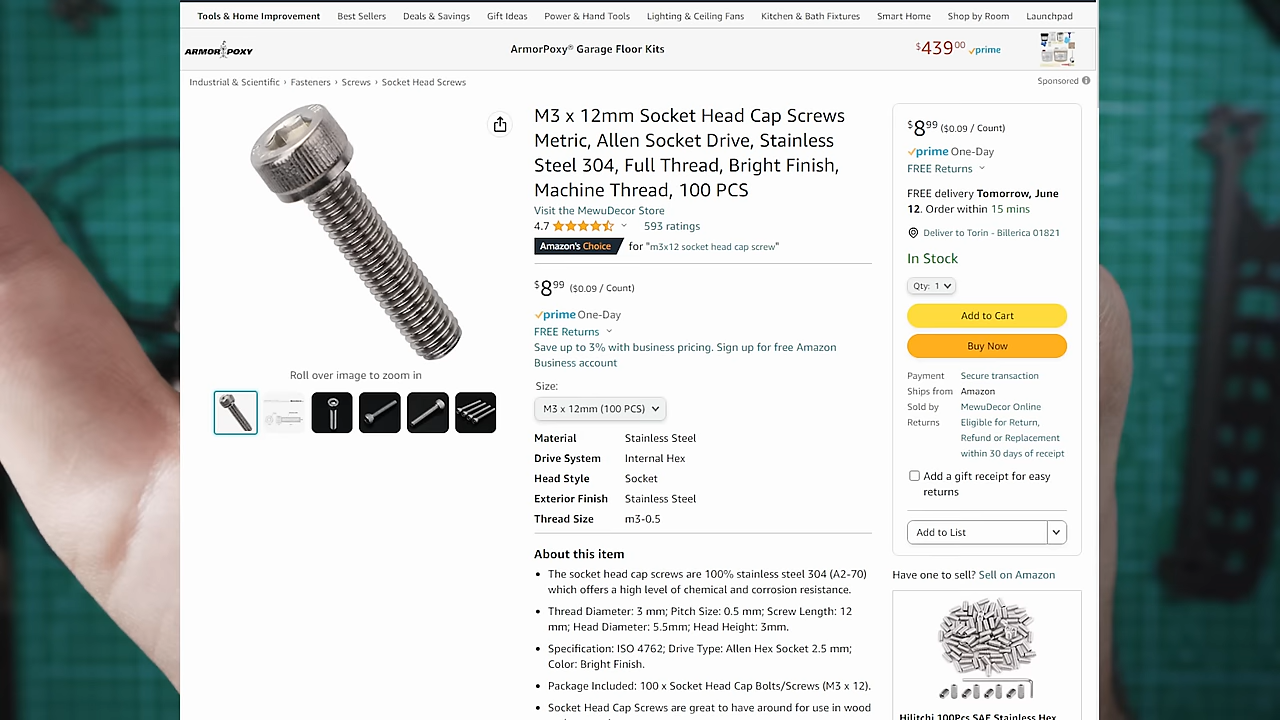 Tools & Home Improvement Best Sellers Deals & Savings Gift Ideas Power & Hand Tools Lighting & Ceiling Fans Kitchen & Bath Fixtures Smart Home Shop by Room Launchpad
ARMOR POXY ArmorPoxy® Garage Floor Kits $439⁰⁰ prime
Industrial & Scientific › Fasteners › Screws › Socket Head Screws
Sponsored
M3 x 12mm Socket Head Cap Screws
Metric, Allen Socket Drive, Stainless
Steel 304, Full Thread, Bright Finish,
Machine Thread, 100 PCS
Visit the MewuDecor Store
4.7 593 ratings
Amazon's Choice for "m3x12 socket head cap screw"
$8⁹⁹ ($0.09 / Count)
prime One-Day
FREE Returns
Save up to 3% with business pricing. Sign up for free Amazon
Business account
Size:
M3 x 12mm (100 PCS)
Material Stainless Steel
Drive System Internal Hex
Head Style Socket
Exterior Finish Stainless Steel
Thread Size m3-0.5
About this item
• The socket head cap screws are 100% stainless steel 304 (A2-70)
which offers a high level of chemical and corrosion resistance.
• Thread Diameter: 3 mm; Pitch Size: 0.5 mm; Screw Length: 12
mm; Head Diameter: 5.5mm; Head Height: 3mm.
• Specification: ISO 4762; Drive Type: Allen Hex Socket 2.5 mm;
Color: Bright Finish.
• Package Included: 100 x Socket Head Cap Bolts/Screws (M3 x 12).
• Socket Head Cap Screws are great to have around for use in wood
Roll over image to zoom in
$8⁹⁹ ($0.09 / Count)
prime One-Day
FREE Returns
FREE delivery Tomorrow, June
12. Order within 15 mins
Deliver to Torin - Billerica 01821
In Stock
Qty: 1
Add to Cart
Buy Now
Payment Secure transaction
Ships from Amazon
Sold by MewuDecor Online
Returns Eligible for Return,
Refund or Replacement
within 30 days of receipt
Add a gift receipt for easy
returns
Add to List
Have one to sell? Sell on Amazon
Hilitchi 100Pcs SAE Stainless Hex